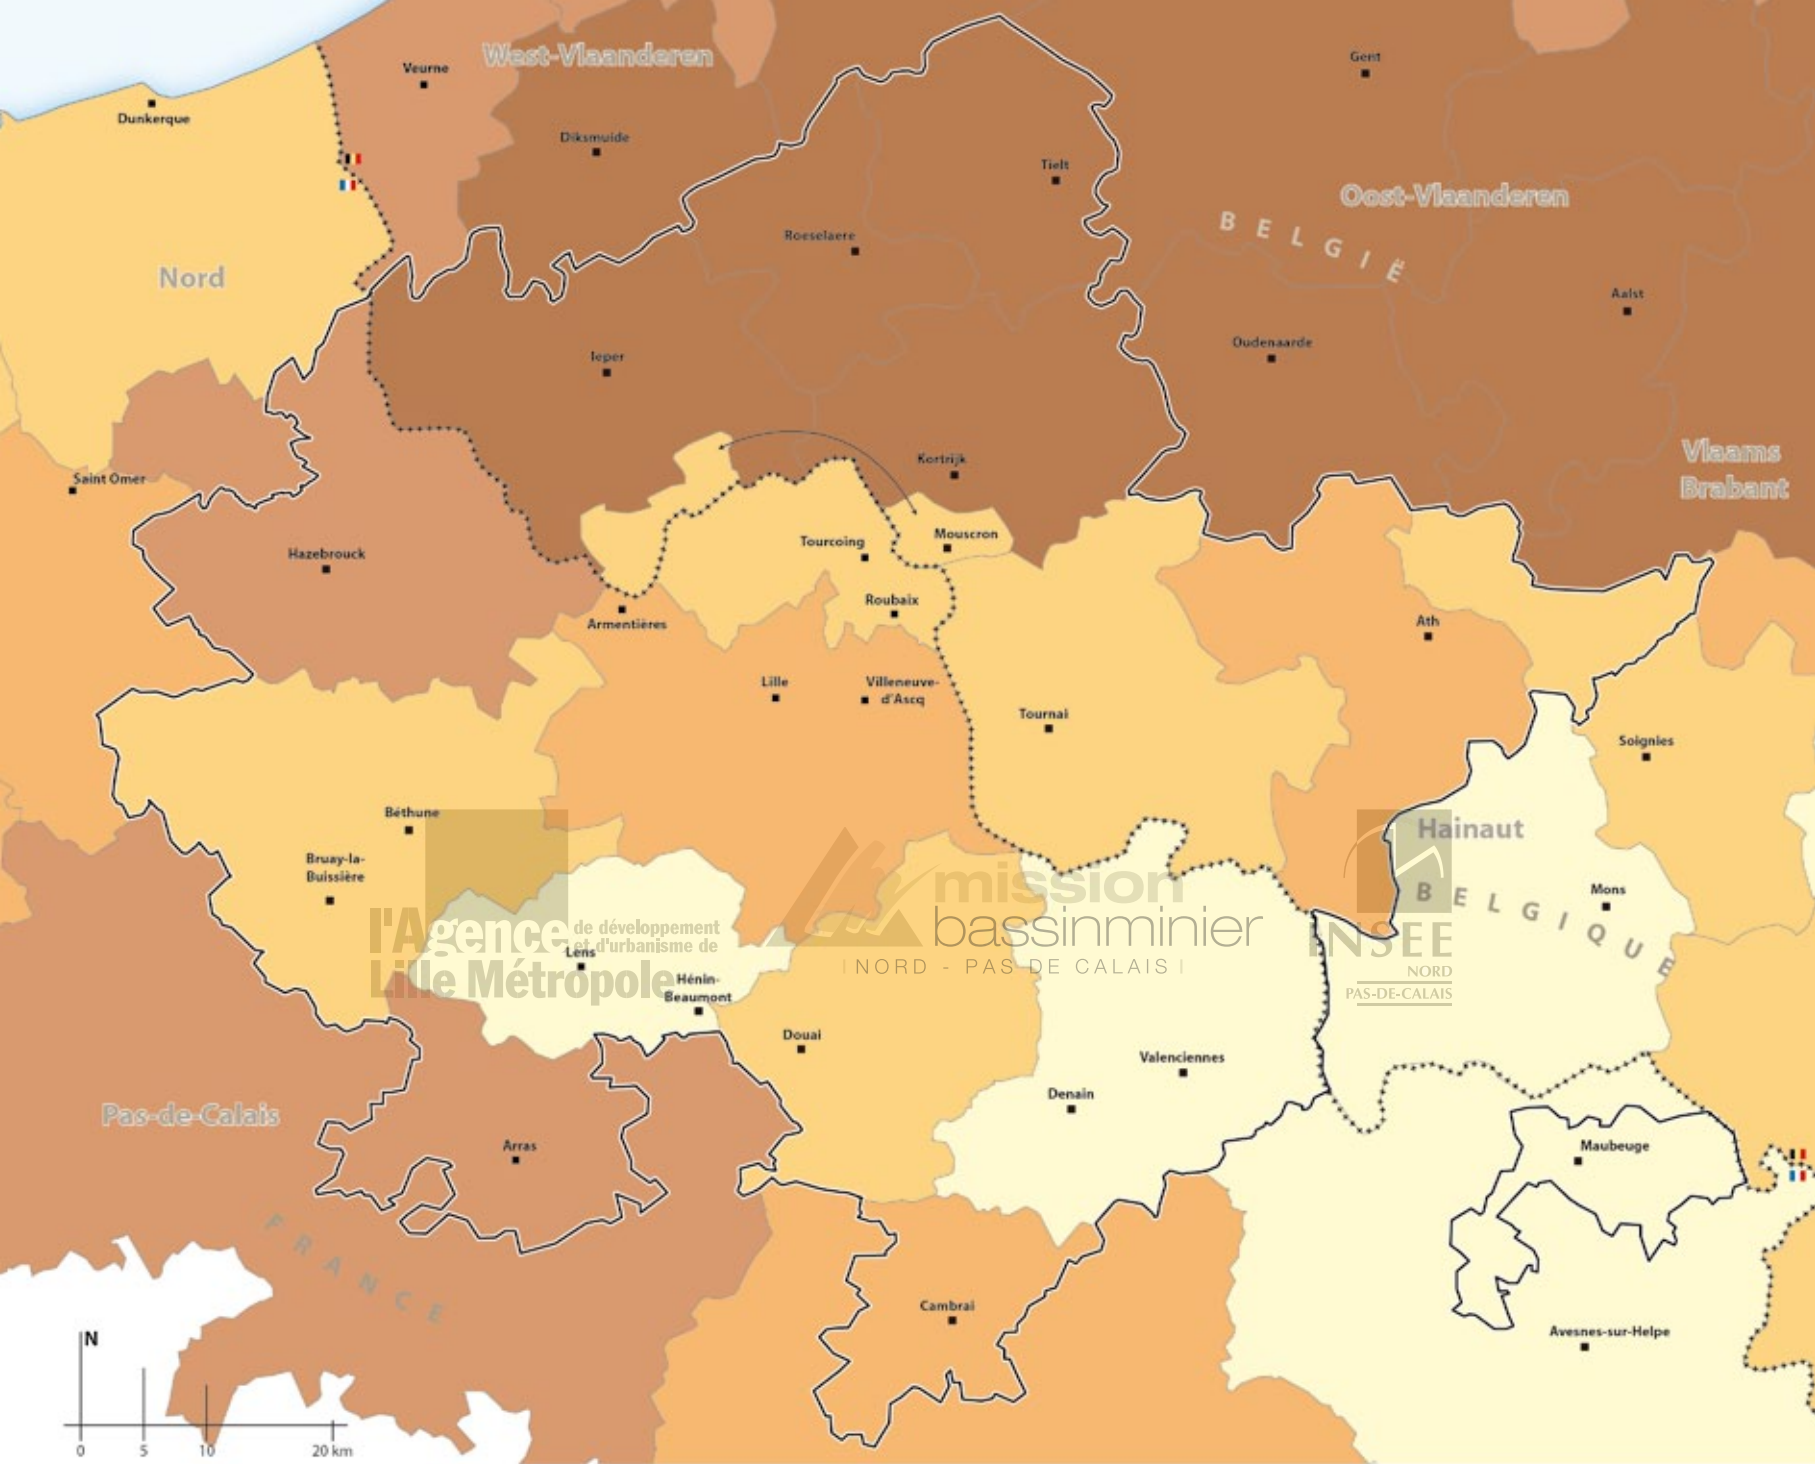 Veurne
West-Vlaanderen
Gent
Dunkerque
Diksmuide
Tielt
Oost-Vlaanderen
BELGIË
Roeselaere
Nord
Aalst
Oudenaarde
Ieper
Vlaams
Brabant
Kortrijk
Saint Omer
Hazebrouck
Tourcoing
Mouscron
Roubaix
Armentières
Ath
Lille
Villeneuve-
d'Ascq
Tournai
Soignies
Béthune
Hainaut
Bruay-la-
Buissière
mission
bassinminier
NORD - PAS DE CALAIS
BELGIQUE
Mons
l'Agence de développement
et d'urbanisme de
Lille Métropole
INSEE
NORD
PAS-DE-CALAIS
Lens
Hénin-
Beaumont
Douai
Valenciennes
Denain
Pas-de-Calais
Arras
Maubeuge
FRANCE
Cambrai
Avesnes-sur-Helpe
N
0 5 10 20 km